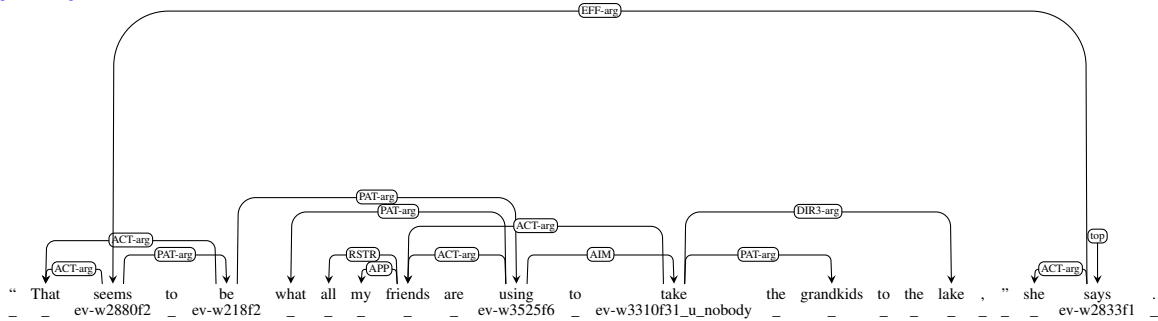 EFF-arg
PAT-arg
PAT-arg DIR3-arg
ACT-arg
ACT-arg top
PAT-arg RSTR ACT-arg AIM PAT-arg
ACT-arg APP ACT-arg
“ That seems to be what all my friends are using to take the grandkids to the lake , ” she says .
_ _ ev-w2880f2 _ ev-w218f2 _ _ _ _ _ ev-w3525f6 _ ev-w3310f31_u_nobody _ _ _ _ _ _ _ _ ev-w2833f1 _